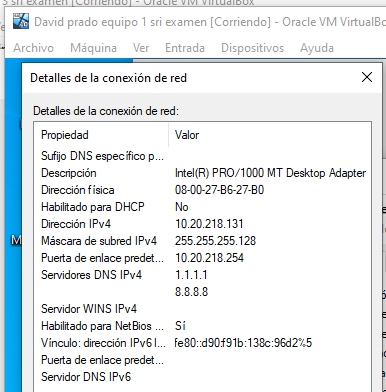 S sri examen [Corriendo] - Oracle VM VirtualBox
David prado equipo 1 sri examen [Corriendo] - Oracle VM VirtualBox
Archivo Máquina Ver Entrada Dispositivos Ayuda
Detalles de la conexión de red
Detalles de la conexión de red:
Propiedad Valor
Sufijo DNS específico p...
Descripción Intel(R) PRO/1000 MT Desktop Adapter
Dirección física 08-00-27-B6-27-B0
Habilitado para DHCP No
Dirección IPv4 10.20.218.131
Máscara de subred IPv4 255.255.255.128
Puerta de enlace predet... 10.20.218.254
Servidores DNS IPv4 1.1.1.1
8.8.8.8
Servidor WINS IPv4
Habilitado para NetBios ... Sí
Vínculo: dirección IPv6 l... fe80::d90f91b:138c:96d2%5
Puerta de enlace predet...
Servidor DNS IPv6